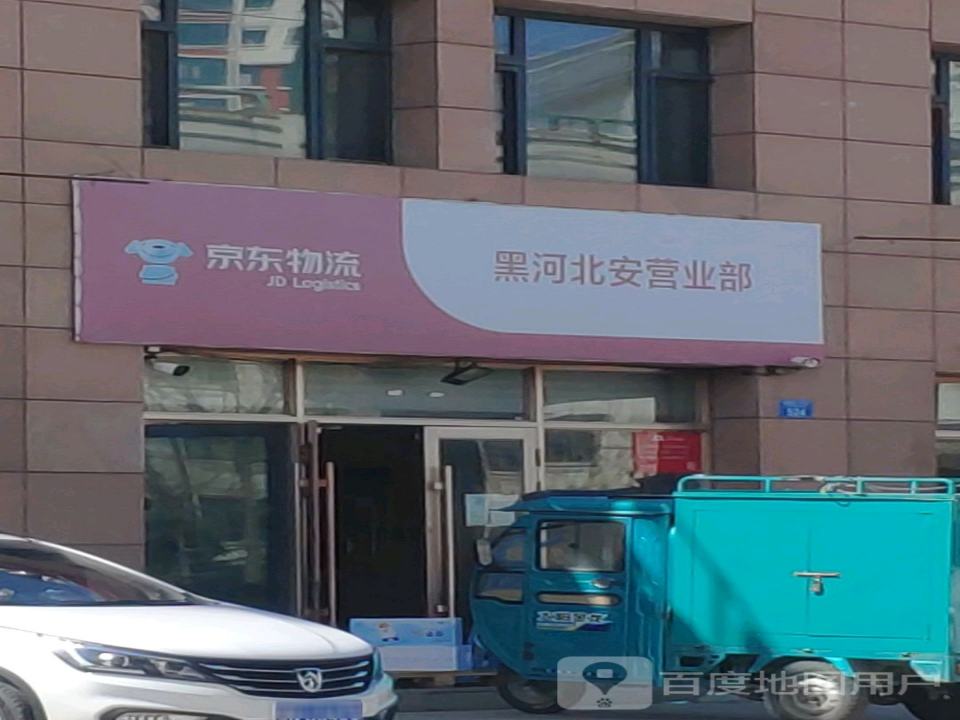 京东物流
JD Logistics
黑河北安营业部
524
百度地图用户